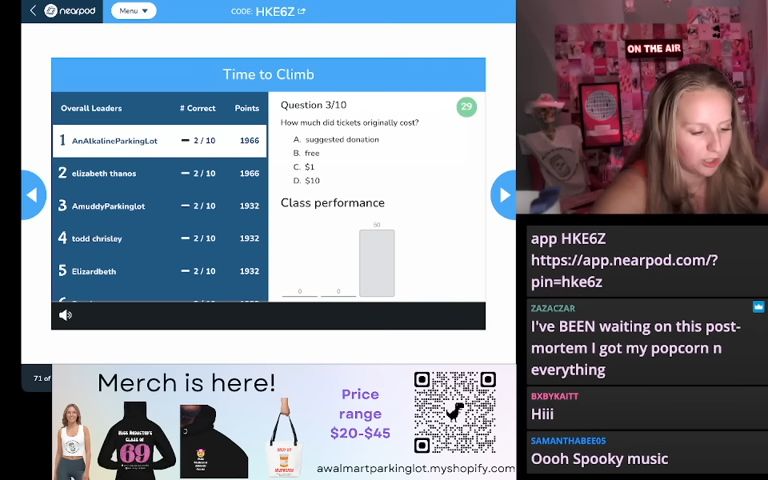 nearpod
Menu
CODE: HKE6Z
Time to Climb
Overall Leaders # Correct Points
1 AnAlkalineParkingLot 2 / 10 1966
2 elizabeth thanos 2 / 10 1966
3 AmuddyParkinglot 2 / 10 1932
4 todd chrisley 2 / 10 1932
5 Elizardbeth 2 / 10 1932
Question 3/10
29
How much did tickets originally cost?
A. suggested donation
B. free
C. $1
D. $10
Class performance
0
0
50
71 of
Merch is here!
Price
range
$20-$45
awalmartparkinglot.myshopify.com
69
ON THE AIR
app HKE6Z
https://app.nearpod.com/?
pin=hke6z
ZAZACZAR
I've BEEN waiting on this post-
mortem I got my popcorn n
everything
BXBYKAITT
Hiii
SAMANTHABEE05
Oooh Spooky music